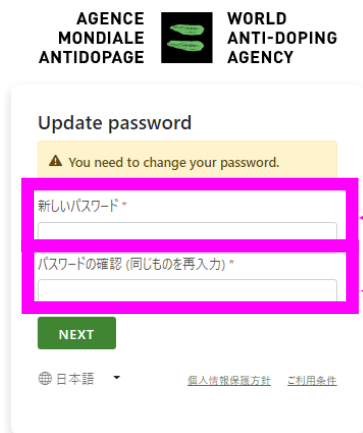 AGENCE
MONDIALE
ANTIDOPAGE
WORLD
ANTI-DOPING
AGENCY
Update password
You need to change your password.
新しいパスワード *
パスワードの確認 (同じものを再入力) *
NEXT
日本語
個人情報保護方針 ご利用条件